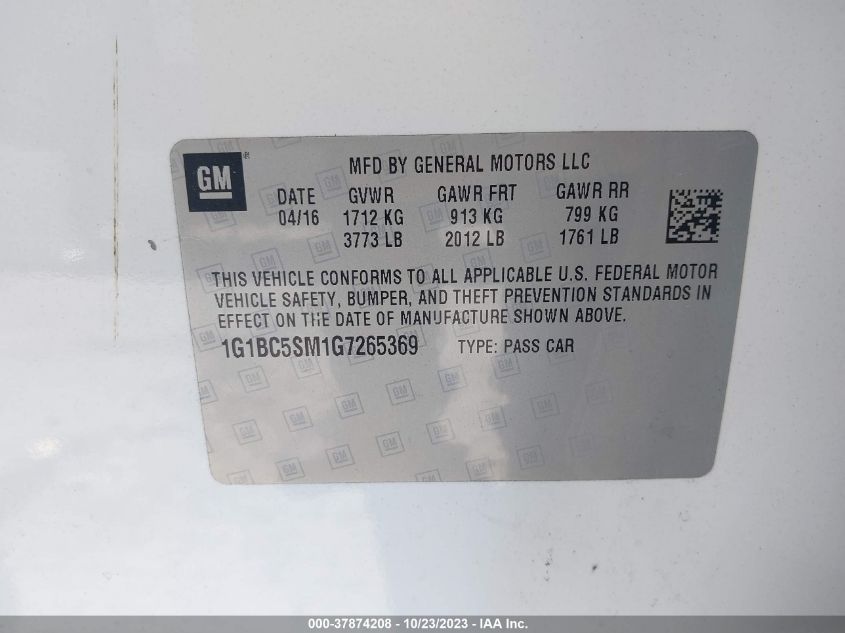 GM
MFD BY GENERAL MOTORS LLC
DATE GVWR GAWR FRT GAWR RR
04/16 1712 KG 913 KG 799 KG
3773 LB 2012 LB 1761 LB
THIS VEHICLE CONFORMS TO ALL APPLICABLE U.S. FEDERAL MOTOR
VEHICLE SAFETY, BUMPER, AND THEFT PREVENTION STANDARDS IN
EFFECT ON THE DATE OF MANUFACTURE SHOWN ABOVE.
1G1BC5SM1G7265369 TYPE: PASS CAR
000-37874208 - 10/23/2023 - IAA Inc.